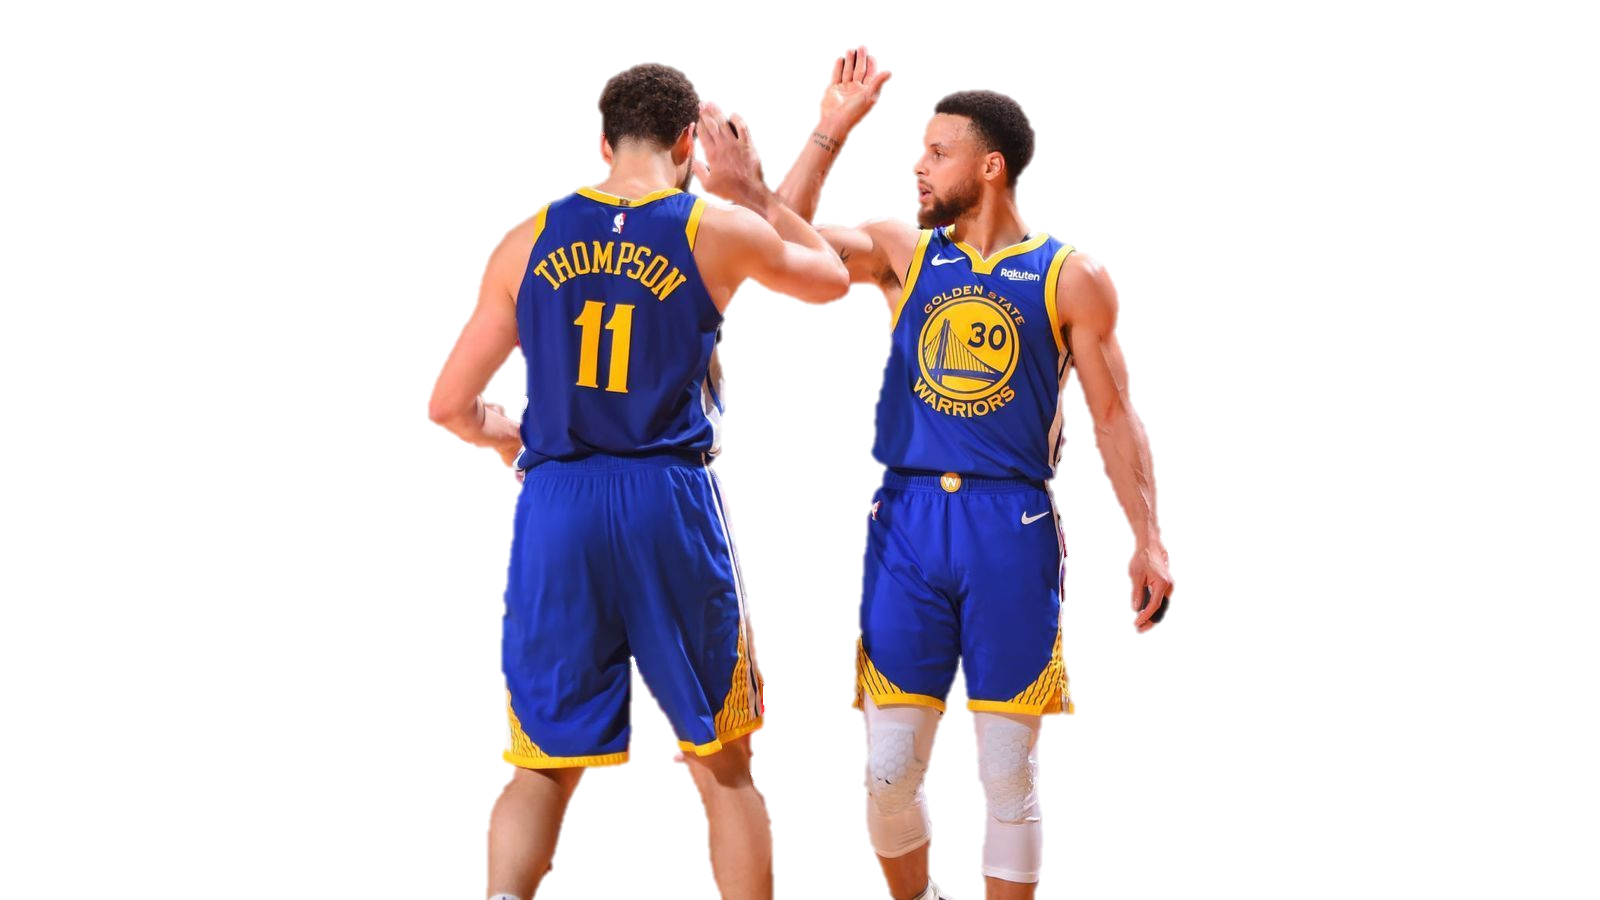 THOMPSON
11
Rakuten
GOLDEN STATE
30
WARRIORS
W